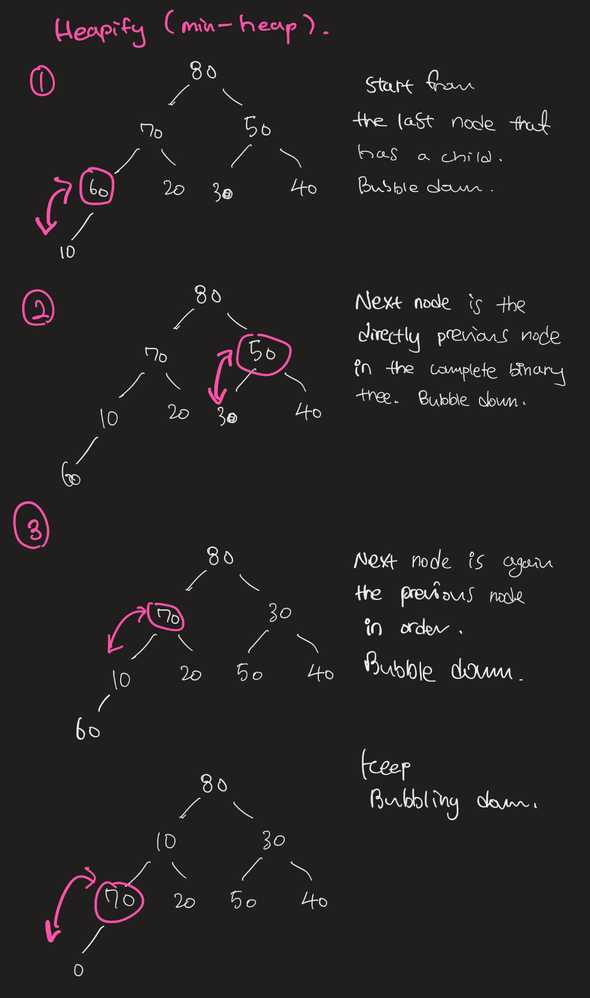 Heapify (min-heap).
①
80
start from
70 50
the last node that
has a child.
60 20 30 40
Bubble down.
10
②
80
Next node is the
directly previous node
70 50
in the complete binary
tree. Bubble down.
10 20 30 40
60
③
80
Next node is again
the previous node
70 30
in order.
Bubble down.
10 20 50 40
60
keep
80
Bubbling down.
10 30
70 20 50 40
0